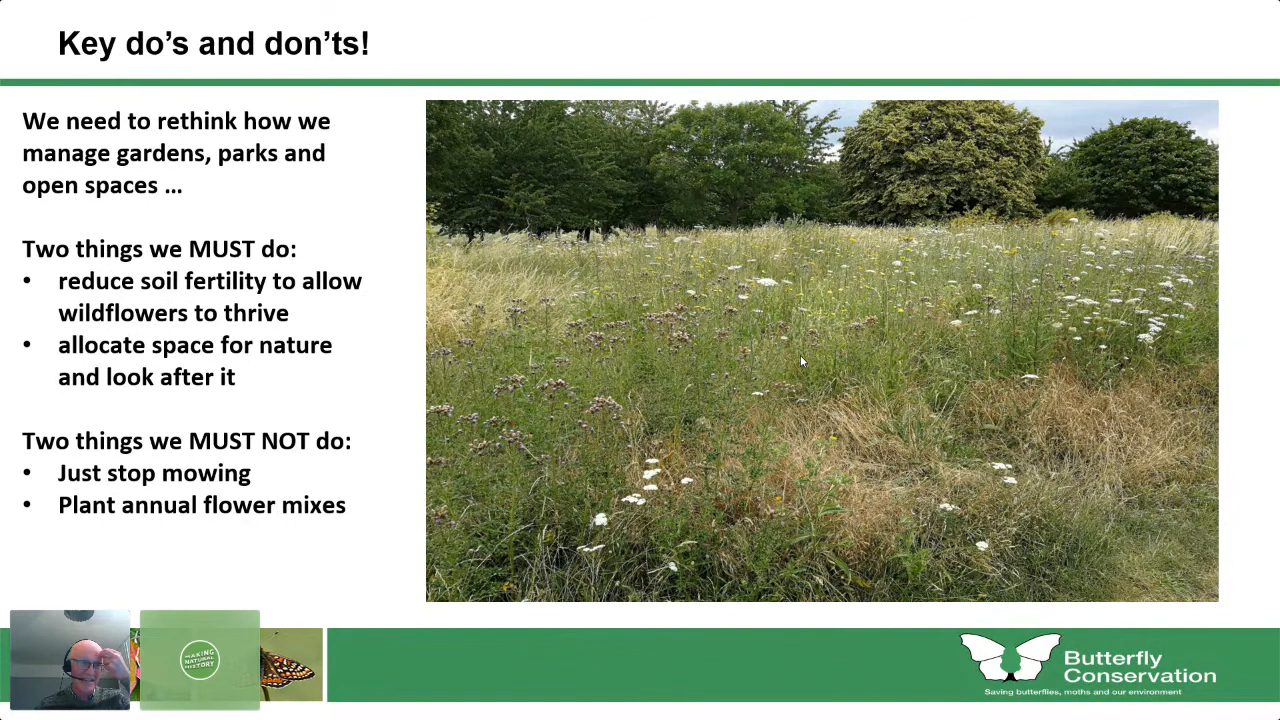 Key do’s and don’ts!
We need to rethink how we
manage gardens, parks and
open spaces …
Two things we MUST do:
• reduce soil fertility to allow
wildflowers to thrive
• allocate space for nature
and look after it
Two things we MUST NOT do:
• Just stop mowing
• Plant annual flower mixes
MAKING
NATURAL
HISTORY
Butterfly
Conservation
Saving butterflies, moths and our environment